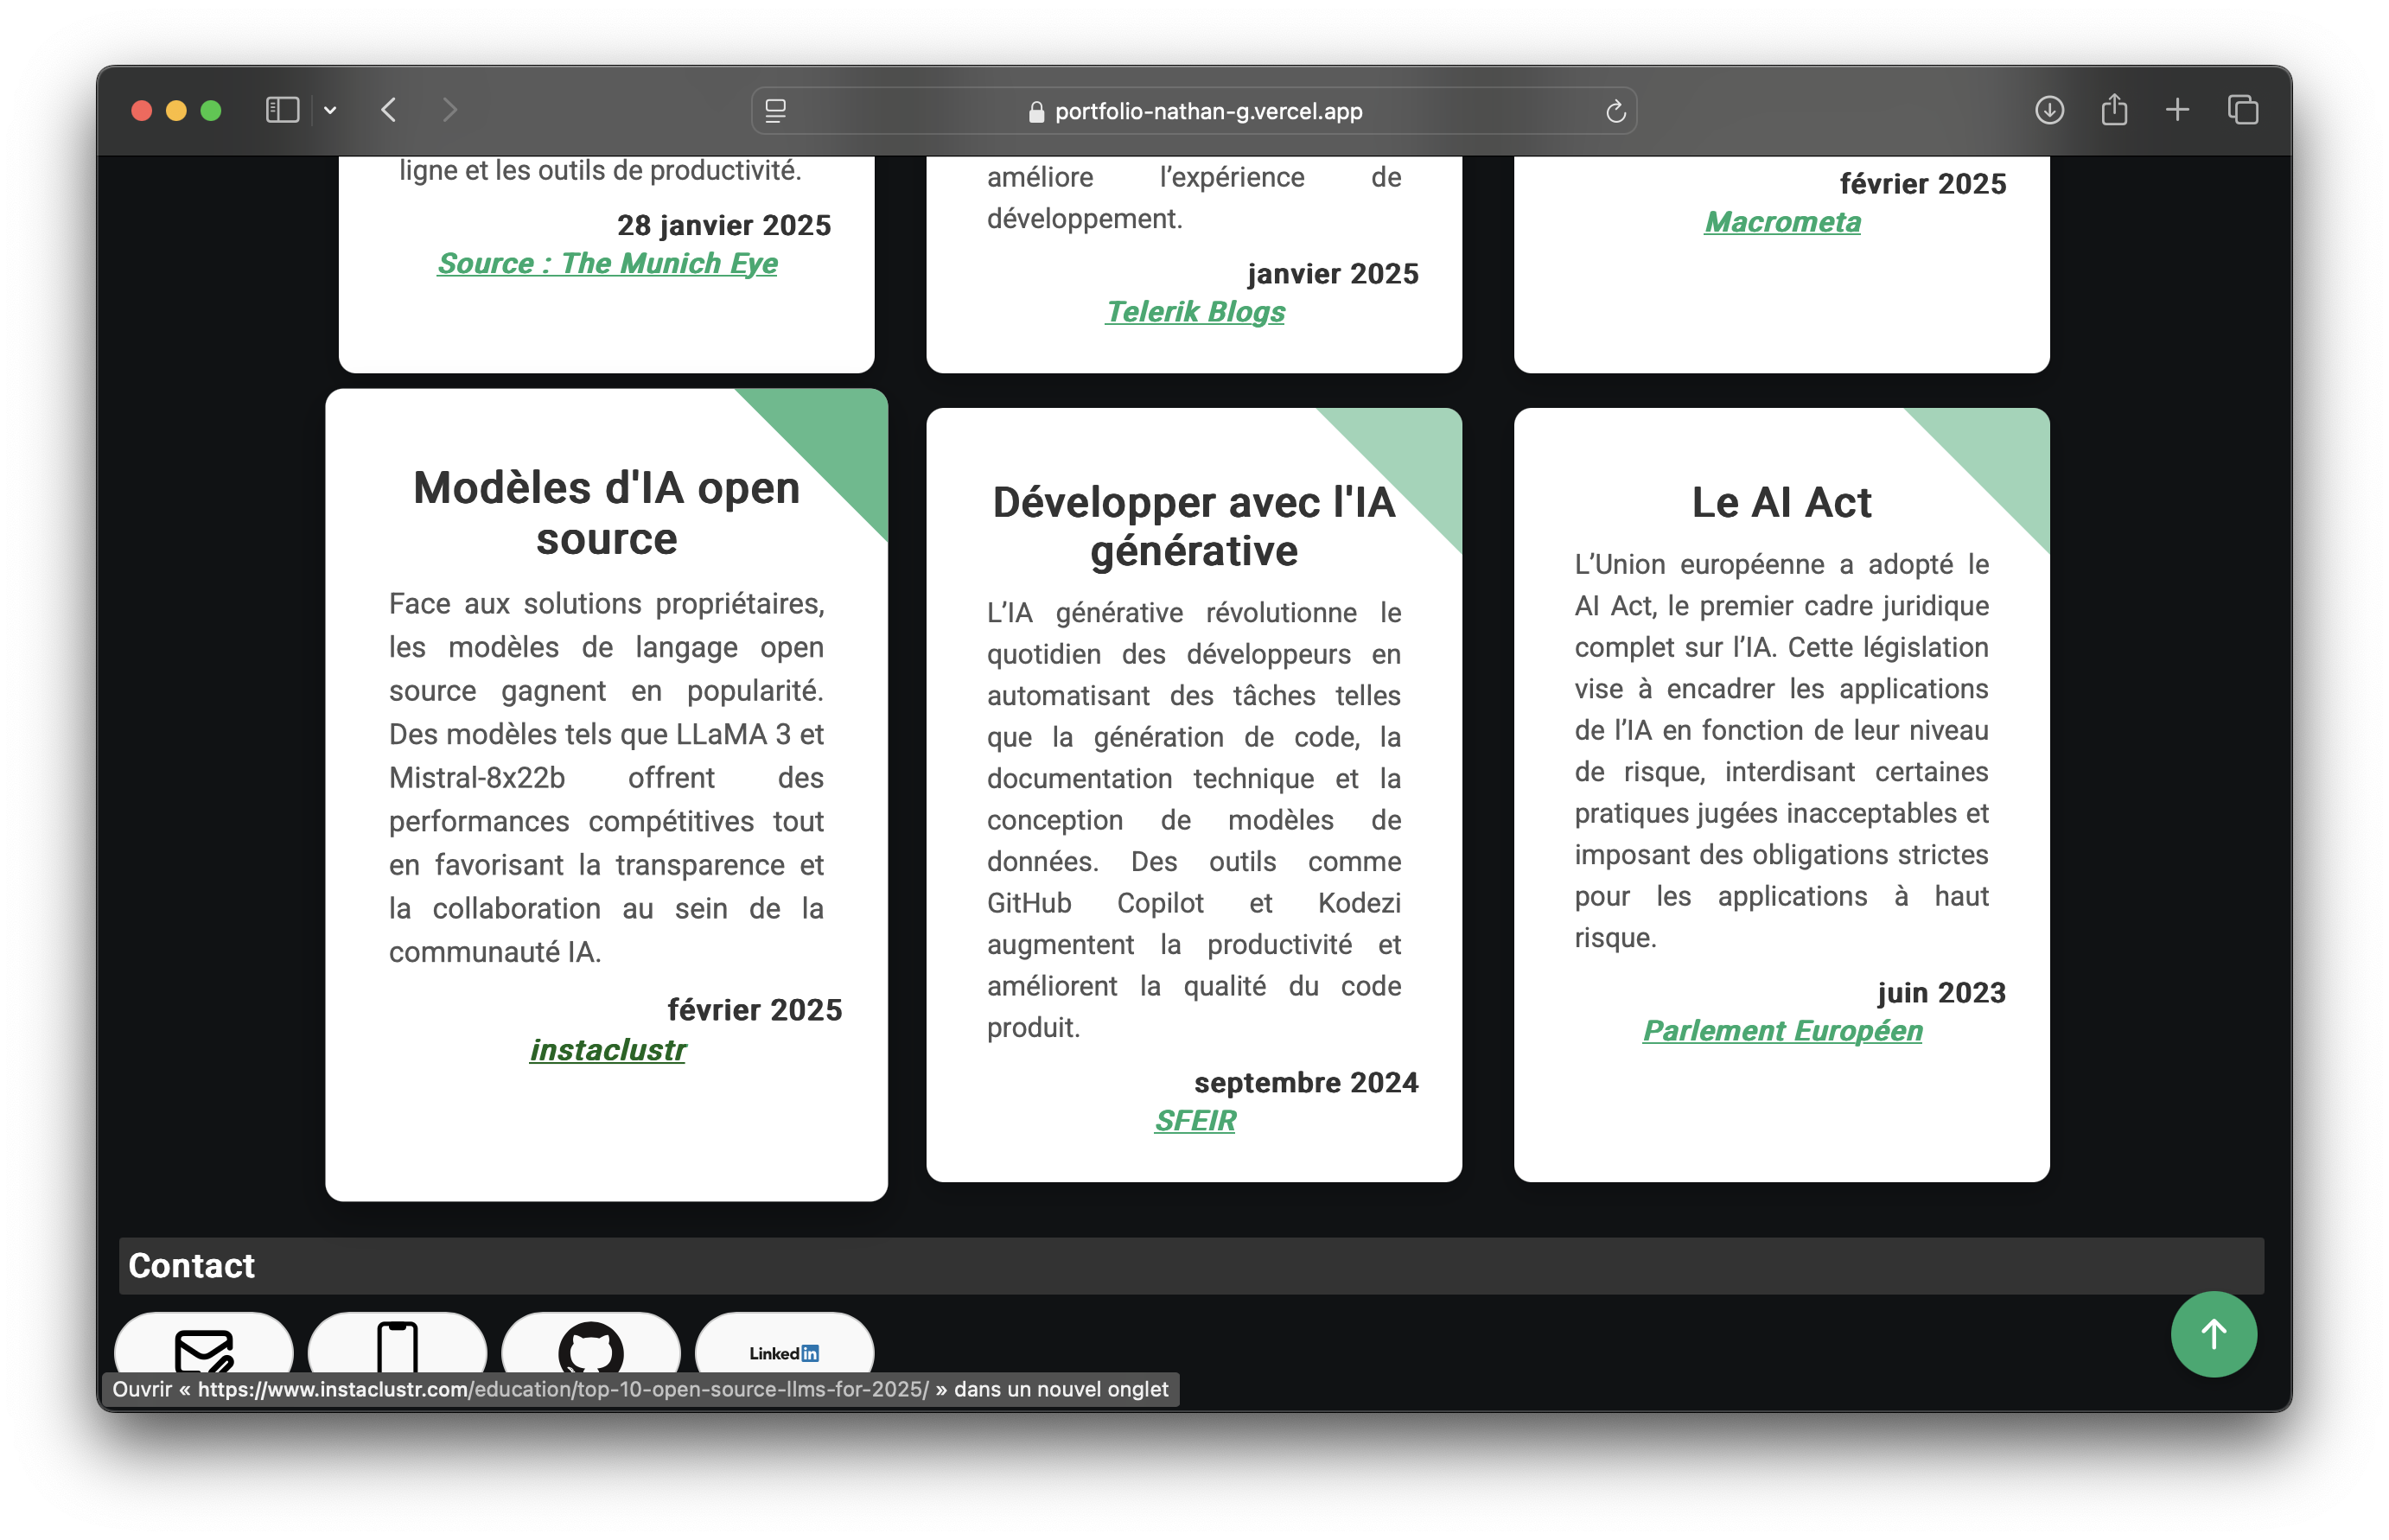 portfolio-nathan-g.vercel.app
ligne et les outils de productivité.
28 janvier 2025
Source : The Munich Eye
améliore l’expérience de
développement.
janvier 2025
Telerik Blogs
février 2025
Macrometa
Modèles d'IA open
source
Face aux solutions propriétaires,
les modèles de langage open
source gagnent en popularité.
Des modèles tels que LLaMA 3 et
Mistral-8x22b offrent des
performances compétitives tout
en favorisant la transparence et
la collaboration au sein de la
communauté IA.
février 2025
instaclustr
Développer avec l'IA
générative
L’IA générative révolutionne le
quotidien des développeurs en
automatisant des tâches telles
que la génération de code, la
documentation technique et la
conception de modèles de
données. Des outils comme
GitHub Copilot et Kodezi
augmentent la productivité et
améliorent la qualité du code
produit.
septembre 2024
SFEIR
Le AI Act
L’Union européenne a adopté le
AI Act, le premier cadre juridique
complet sur l’IA. Cette législation
vise à encadrer les applications
de l’IA en fonction de leur niveau
de risque, interdisant certaines
pratiques jugées inacceptables et
imposant des obligations strictes
pour les applications à haut
risque.
juin 2023
Parlement Européen
Contact
Linkedin
Ouvrir « https://www.instaclustr.com/education/top-10-open-source-llms-for-2025/ » dans un nouvel onglet